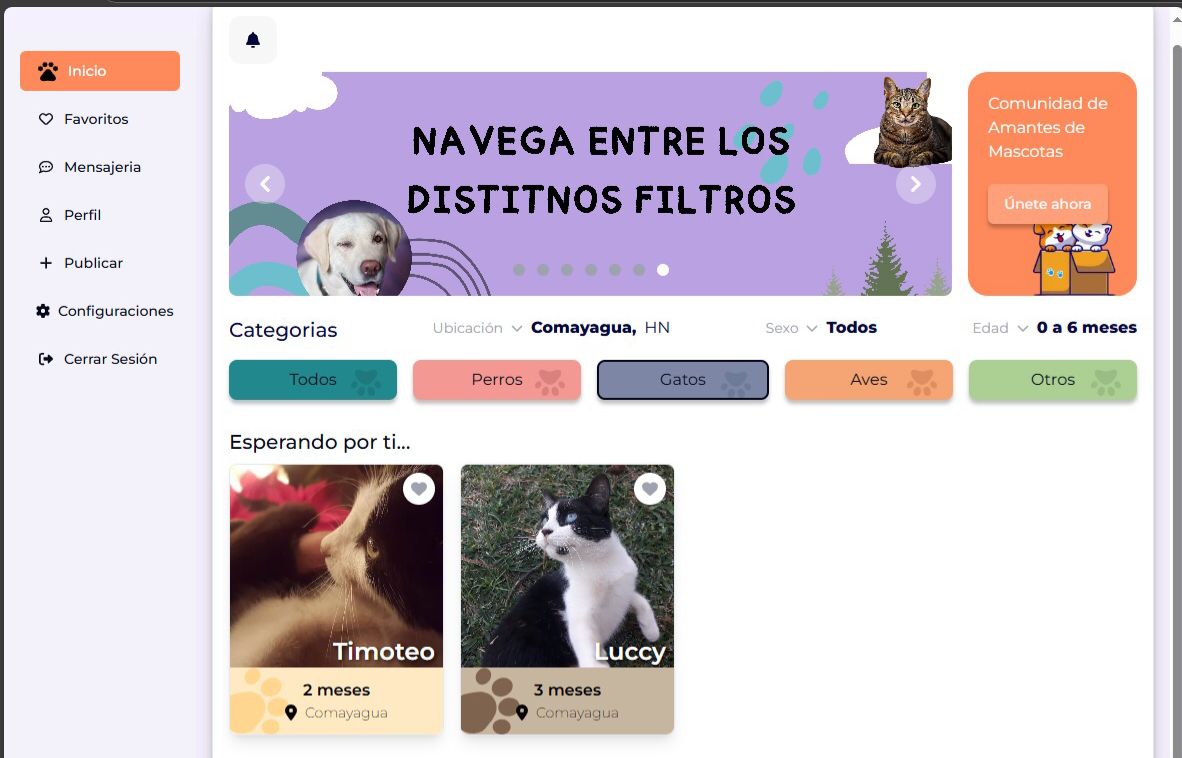 Inicio
Favoritos
Mensajeria
Perfil
Publicar
Configuraciones
Cerrar Sesión
NAVEGA ENTRE LOS
DISTITNOS FILTROS
Comunidad de
Amantes de
Mascotas
Únete ahora
Categorias
Ubicación Comayagua, HN
Sexo Todos
Edad 0 a 6 meses
Todos
Perros
Gatos
Aves
Otros
Esperando por ti...
Timoteo
2 meses
Comayagua
Luccy
3 meses
Comayagua